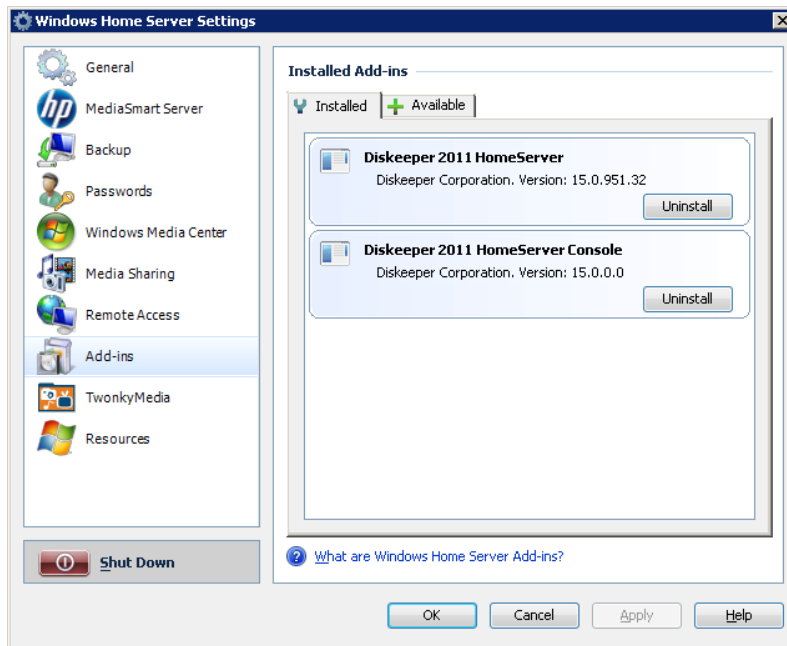 Windows Home Server Settings
General
MediaSmart Server
Backup
Passwords
Windows Media Center
Media Sharing
Remote Access
Add-ins
TwonkyMedia
Resources
Shut Down
Installed Add-ins
Installed
Available
Diskeeper 2011 HomeServer
Diskeeper Corporation. Version: 15.0.951.32
Uninstall
Diskeeper 2011 HomeServer Console
Diskeeper Corporation. Version: 15.0.0.0
Uninstall
What are Windows Home Server Add-ins?
OK
Cancel
Apply
Help
hp